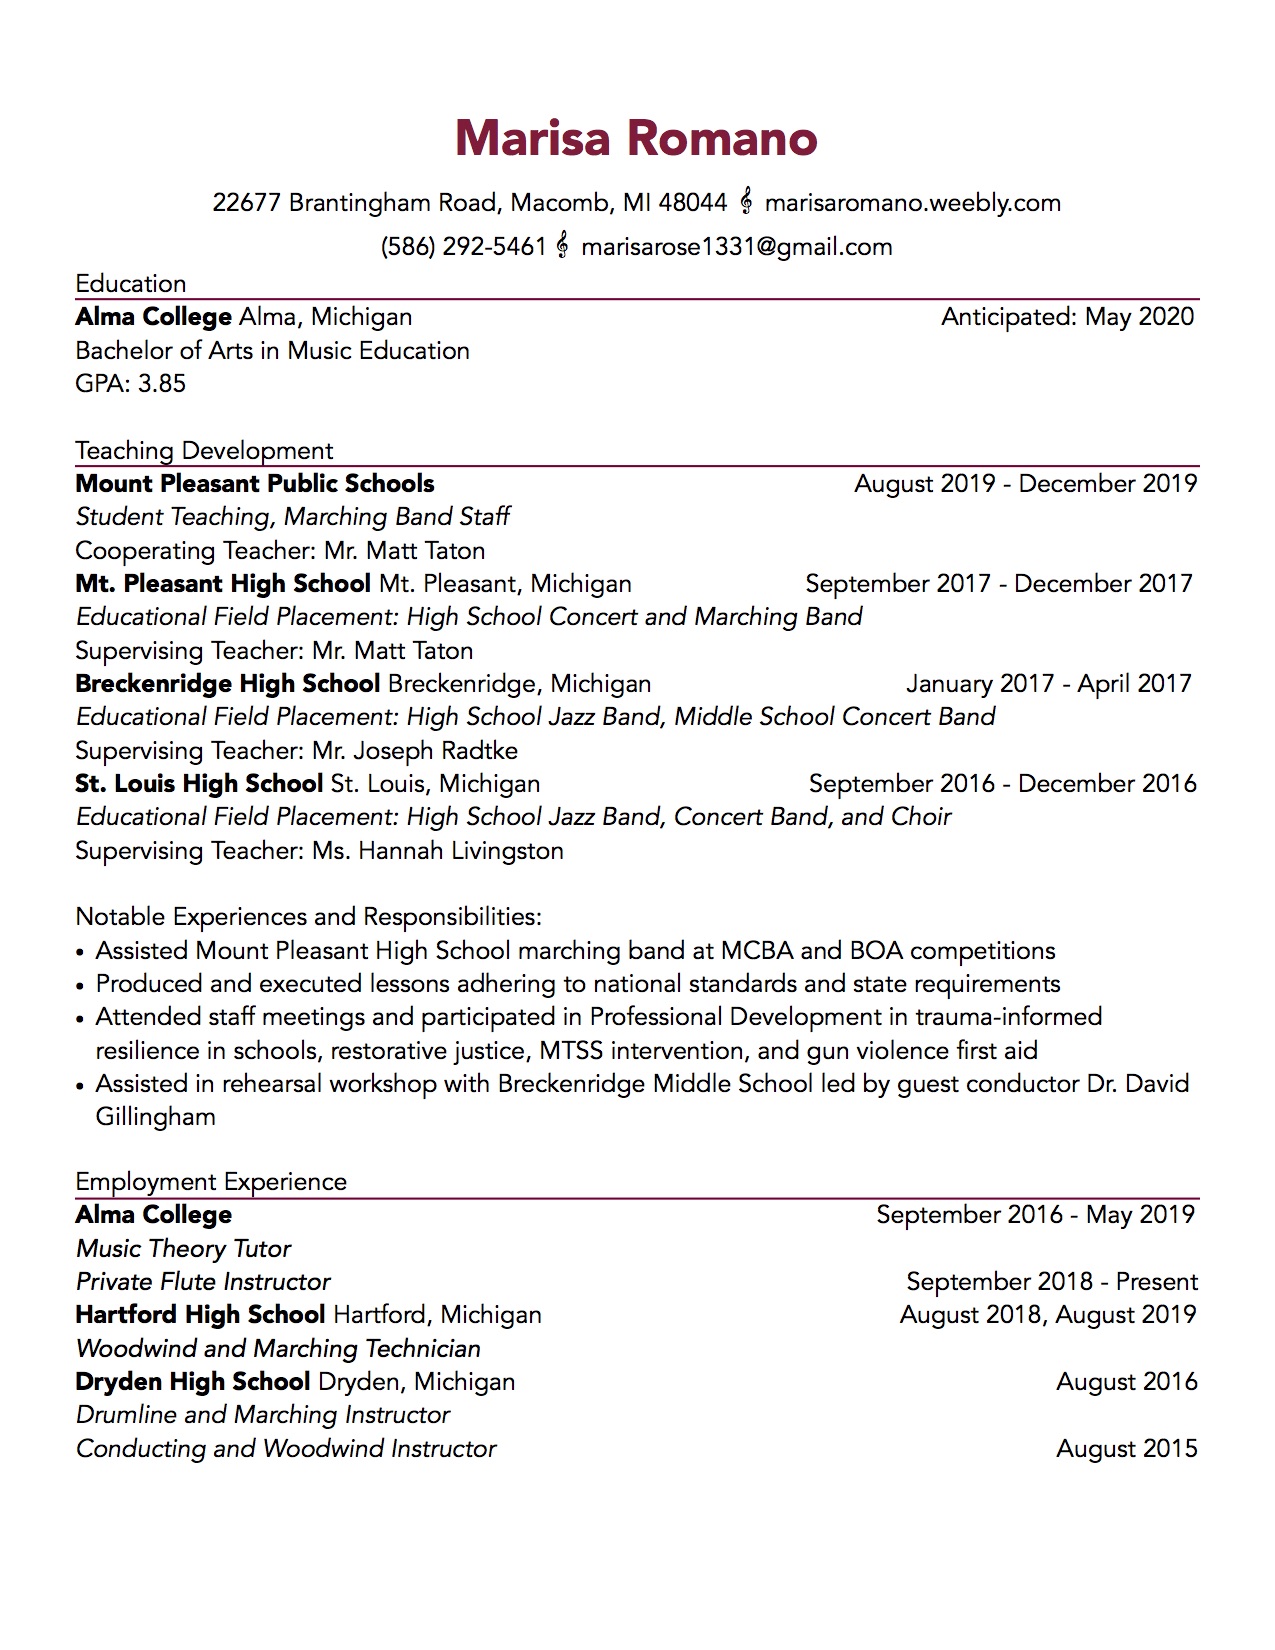 Marisa Romano
22677 Brantingham Road, Macomb, MI 48044 𝄞 marisaromano.weebly.com
(586) 292-5461 𝄞 marisarose1331@gmail.com
Education
Alma College Alma, Michigan Anticipated: May 2020
Bachelor of Arts in Music Education
GPA: 3.85
Teaching Development
Mount Pleasant Public Schools August 2019 - December 2019
Student Teaching, Marching Band Staff
Cooperating Teacher: Mr. Matt Taton
Mt. Pleasant High School Mt. Pleasant, Michigan September 2017 - December 2017
Educational Field Placement: High School Concert and Marching Band
Supervising Teacher: Mr. Matt Taton
Breckenridge High School Breckenridge, Michigan January 2017 - April 2017
Educational Field Placement: High School Jazz Band, Middle School Concert Band
Supervising Teacher: Mr. Joseph Radtke
St. Louis High School St. Louis, Michigan September 2016 - December 2016
Educational Field Placement: High School Jazz Band, Concert Band, and Choir
Supervising Teacher: Ms. Hannah Livingston
Notable Experiences and Responsibilities:
• Assisted Mount Pleasant High School marching band at MCBA and BOA competitions
• Produced and executed lessons adhering to national standards and state requirements
• Attended staff meetings and participated in Professional Development in trauma-informed
resilience in schools, restorative justice, MTSS intervention, and gun violence first aid
• Assisted in rehearsal workshop with Breckenridge Middle School led by guest conductor Dr. David
Gillingham
Employment Experience
Alma College September 2016 - May 2019
Music Theory Tutor
Private Flute Instructor September 2018 - Present
Hartford High School Hartford, Michigan August 2018, August 2019
Woodwind and Marching Technician
Dryden High School Dryden, Michigan August 2016
Drumline and Marching Instructor
Conducting and Woodwind Instructor August 2015